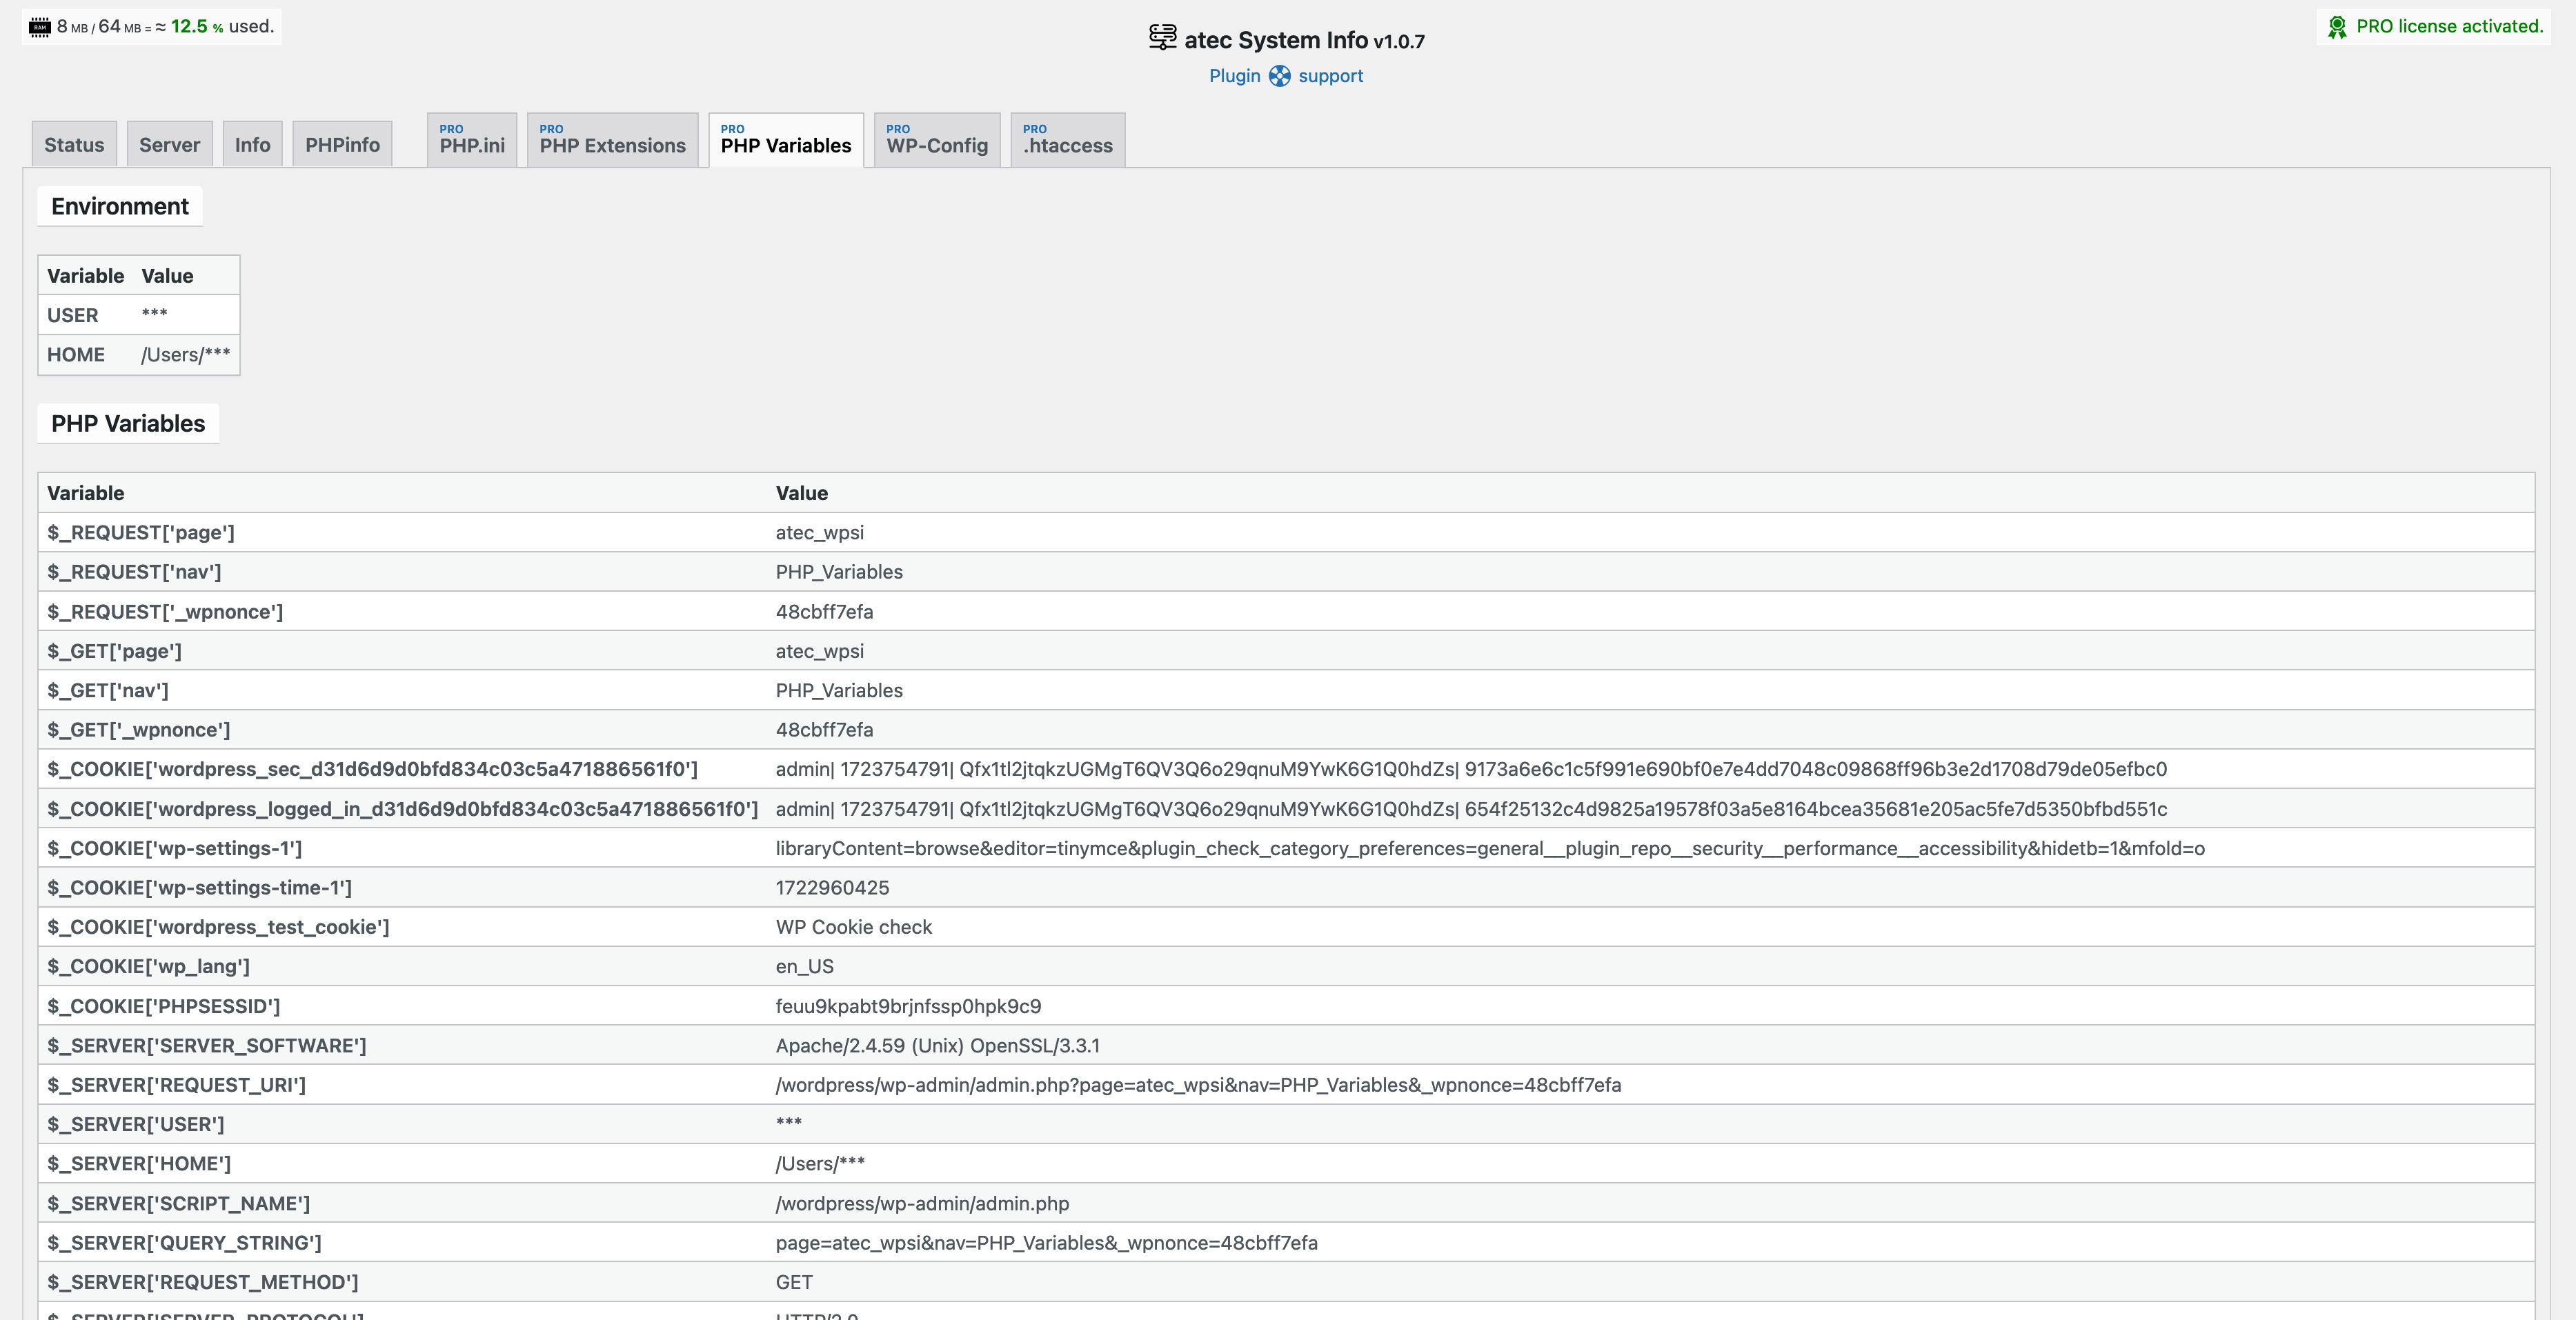 RAM 8 MB / 64 MB = ≈ 12.5 % used.
atec System Info v1.0.7
PRO license activated.
Plugin support
Status Server Info PHPinfo PRO PHP.ini PRO PHP Extensions PRO PHP Variables PRO WP-Config PRO .htaccess
Environment
Variable Value
USER ***
HOME /Users/***
PHP Variables
Variable Value
$_REQUEST['page'] atec_wpsi
$_REQUEST['nav'] PHP_Variables
$_REQUEST['_wpnonce'] 48cbff7efa
$_GET['page'] atec_wpsi
$_GET['nav'] PHP_Variables
$_GET['_wpnonce'] 48cbff7efa
$_COOKIE['wordpress_sec_d31d6d9d0bfd834c03c5a471886561f0'] admin| 1723754791| Qfx1tl2jtqkzUGMgT6QV3Q6o29qnuM9YwK6G1Q0hdZs| 9173a6e6c1c5f991e690bf0e7e4dd7048c09868ff96b3e2d1708d79de05efbc0
$_COOKIE['wordpress_logged_in_d31d6d9d0bfd834c03c5a471886561f0'] admin| 1723754791| Qfx1tl2jtqkzUGMgT6QV3Q6o29qnuM9YwK6G1Q0hdZs| 654f25132c4d9825a19578f03a5e8164bcea35681e205ac5fe7d5350bfbd551c
$_COOKIE['wp-settings-1'] libraryContent=browse&editor=tinymce&plugin_check_category_preferences=general__plugin_repo__security__performance__accessibility&hidetb=1&mfold=o
$_COOKIE['wp-settings-time-1'] 1722960425
$_COOKIE['wordpress_test_cookie'] WP Cookie check
$_COOKIE['wp_lang'] en_US
$_COOKIE['PHPSESSID'] feuu9kpabt9brjnfssp0hpk9c9
$_SERVER['SERVER_SOFTWARE'] Apache/2.4.59 (Unix) OpenSSL/3.3.1
$_SERVER['REQUEST_URI'] /wordpress/wp-admin/admin.php?page=atec_wpsi&nav=PHP_Variables&_wpnonce=48cbff7efa
$_SERVER['USER'] ***
$_SERVER['HOME'] /Users/***
$_SERVER['SCRIPT_NAME'] /wordpress/wp-admin/admin.php
$_SERVER['QUERY_STRING'] page=atec_wpsi&nav=PHP_Variables&_wpnonce=48cbff7efa
$_SERVER['REQUEST_METHOD'] GET
$_SERVER['SERVER_PROTOCOL'] HTTP/2.0